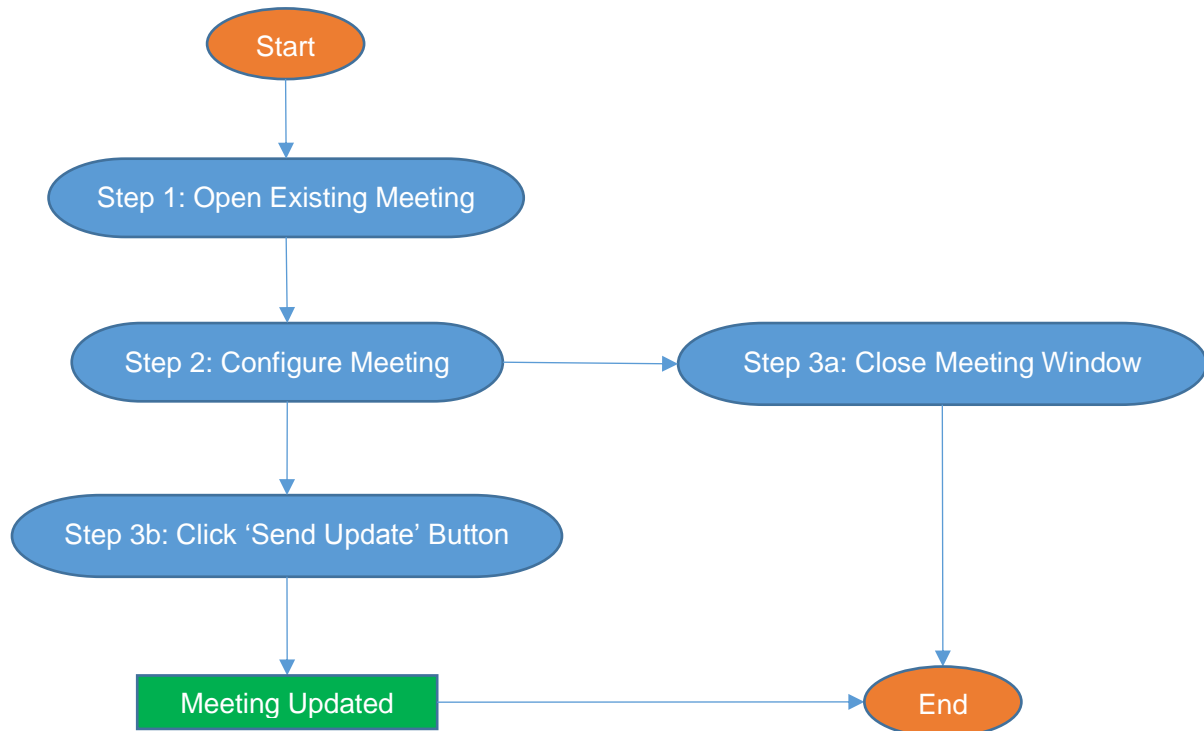 Start
Step 1: Open Existing Meeting
Step 2: Configure Meeting
Step 3a: Close Meeting Window
Step 3b: Click ‘Send Update’ Button
Meeting Updated
End